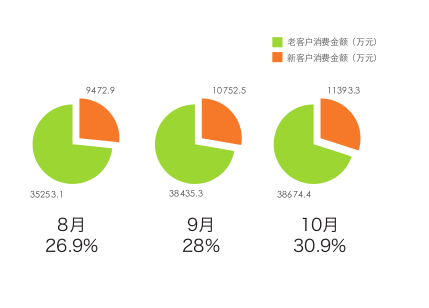 老客户消费金额（万元）
新客户消费金额（万元）
9472.9
10752.5
11393.3
35253.1
38435.3
38674.4
8月
9月
10月
26.9%
28%
30.9%